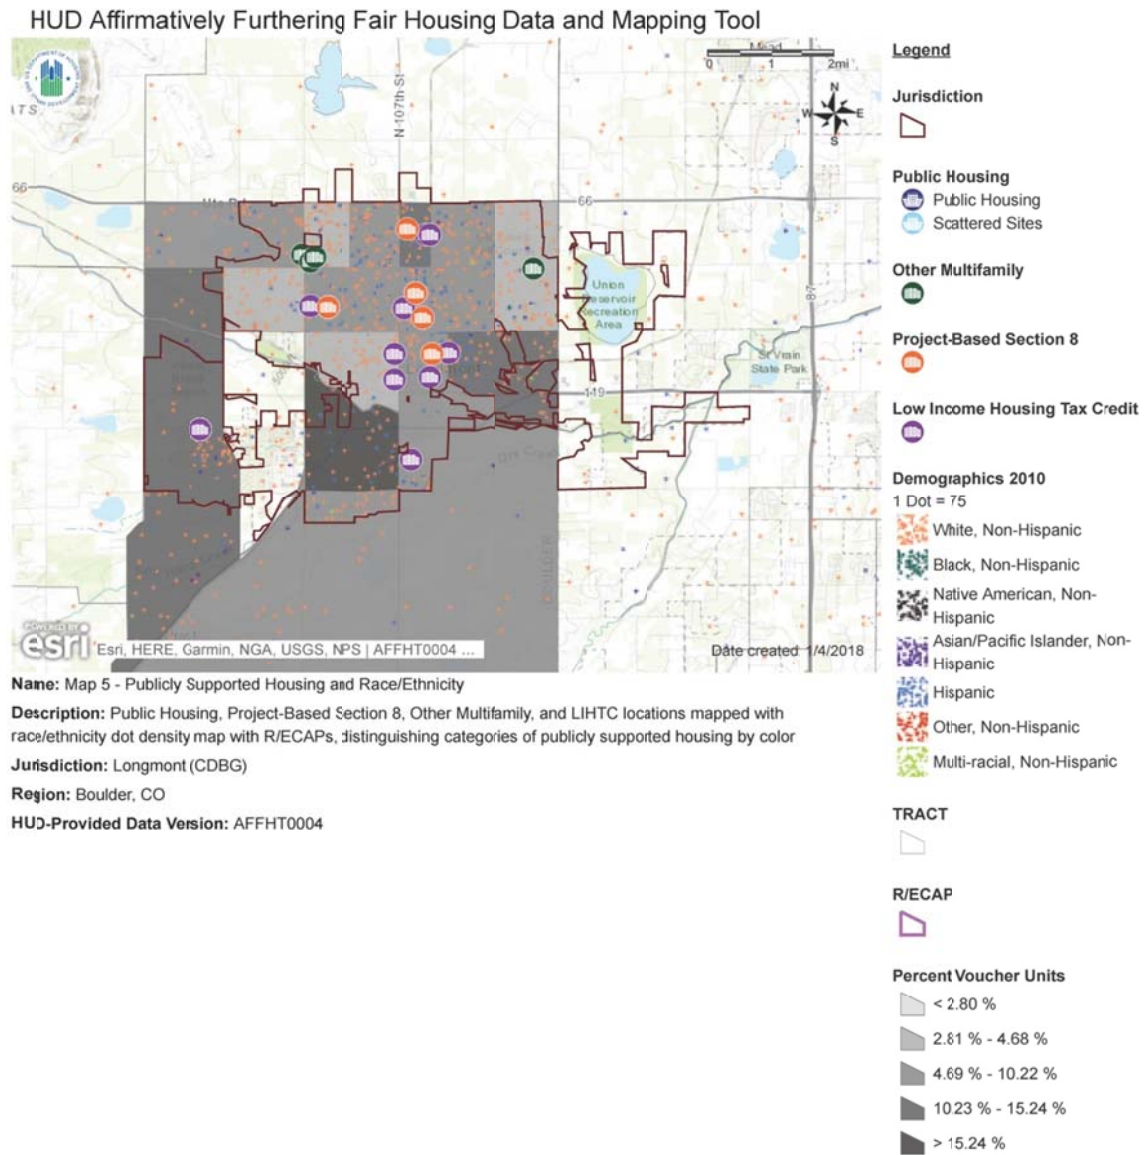 HUD Affirmatively Furthering Fair Housing Data and Mapping Tool
Mead
0 1 2mi
N
W E
S
ATS
N-107th-St
66
66
87
Union
Reservoir
Recreation
Area
St Vrain
State Park
119
Dry Creek
BOULDER
POWERED BY
esri
Esri, HERE, Garmin, NGA, USGS, NPS | AFFHT0004 ...
Date created: 1/4/2018
Name: Map 5 - Publicly Supported Housing and Race/Ethnicity
Description: Public Housing, Project-Based Section 8, Other Multifamily, and LIHTC locations mapped with
race/ethnicity dot density map with R/ECAPs, distinguishing categories of publicly supported housing by color
Jurisdiction: Longmont (CDBG)
Region: Boulder, CO
HUD-Provided Data Version: AFFHT0004
Legend
Jurisdiction
Public Housing
Public Housing
Scattered Sites
Other Multifamily
Project-Based Section 8
Low Income Housing Tax Credit
Demographics 2010
1 Dot = 75
White, Non-Hispanic
Black, Non-Hispanic
Native American, Non-
Hispanic
Asian/Pacific Islander, Non-
Hispanic
Hispanic
Other, Non-Hispanic
Multi-racial, Non-Hispanic
TRACT
R/ECAP
Percent Voucher Units
< 2.80 %
2.81 % - 4.68 %
4.69 % - 10.22 %
10.23 % - 15.24 %
> 15.24 %